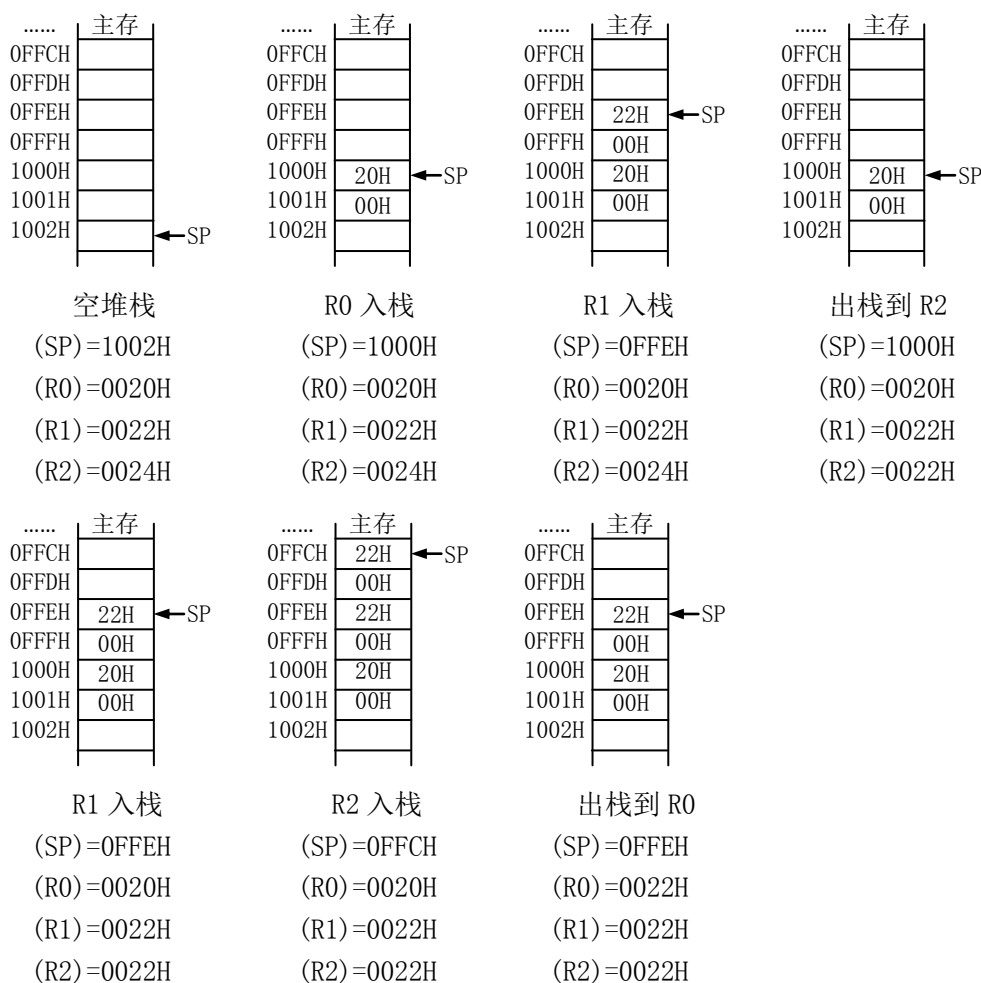 …… 主存
0FFCH
0FFDH
0FFEH
0FFFH
1000H
1001H
1002H ←SP
空堆栈
(SP)=1002H
(R0)=0020H
(R1)=0022H
(R2)=0024H
…… 主存
0FFCH
0FFDH
0FFEH
0FFFH
1000H 20H ←SP
1001H 00H
1002H
R0 入栈
(SP)=1000H
(R0)=0020H
(R1)=0022H
(R2)=0024H
…… 主存
0FFCH
0FFDH
0FFEH 22H ←SP
0FFFH 00H
1000H 20H
1001H 00H
1002H
R1 入栈
(SP)=0FFEH
(R0)=0020H
(R1)=0022H
(R2)=0024H
…… 主存
0FFCH
0FFDH
0FFEH
0FFFH
1000H 20H ←SP
1001H 00H
1002H
出栈到 R2
(SP)=1000H
(R0)=0020H
(R1)=0022H
(R2)=0022H
…… 主存
0FFCH
0FFDH
0FFEH 22H ←SP
0FFFH 00H
1000H 20H
1001H 00H
1002H
R1 入栈
(SP)=0FFEH
(R0)=0020H
(R1)=0022H
(R2)=0022H
…… 主存
0FFCH 22H ←SP
0FFDH 00H
0FFEH 22H
0FFFH 00H
1000H 20H
1001H 00H
1002H
R2 入栈
(SP)=0FFCH
(R0)=0020H
(R1)=0022H
(R2)=0022H
…… 主存
0FFCH
0FFDH
0FFEH 22H ←SP
0FFFH 00H
1000H 20H
1001H 00H
1002H
出栈到 R0
(SP)=0FFEH
(R0)=0022H
(R1)=0022H
(R2)=0022H